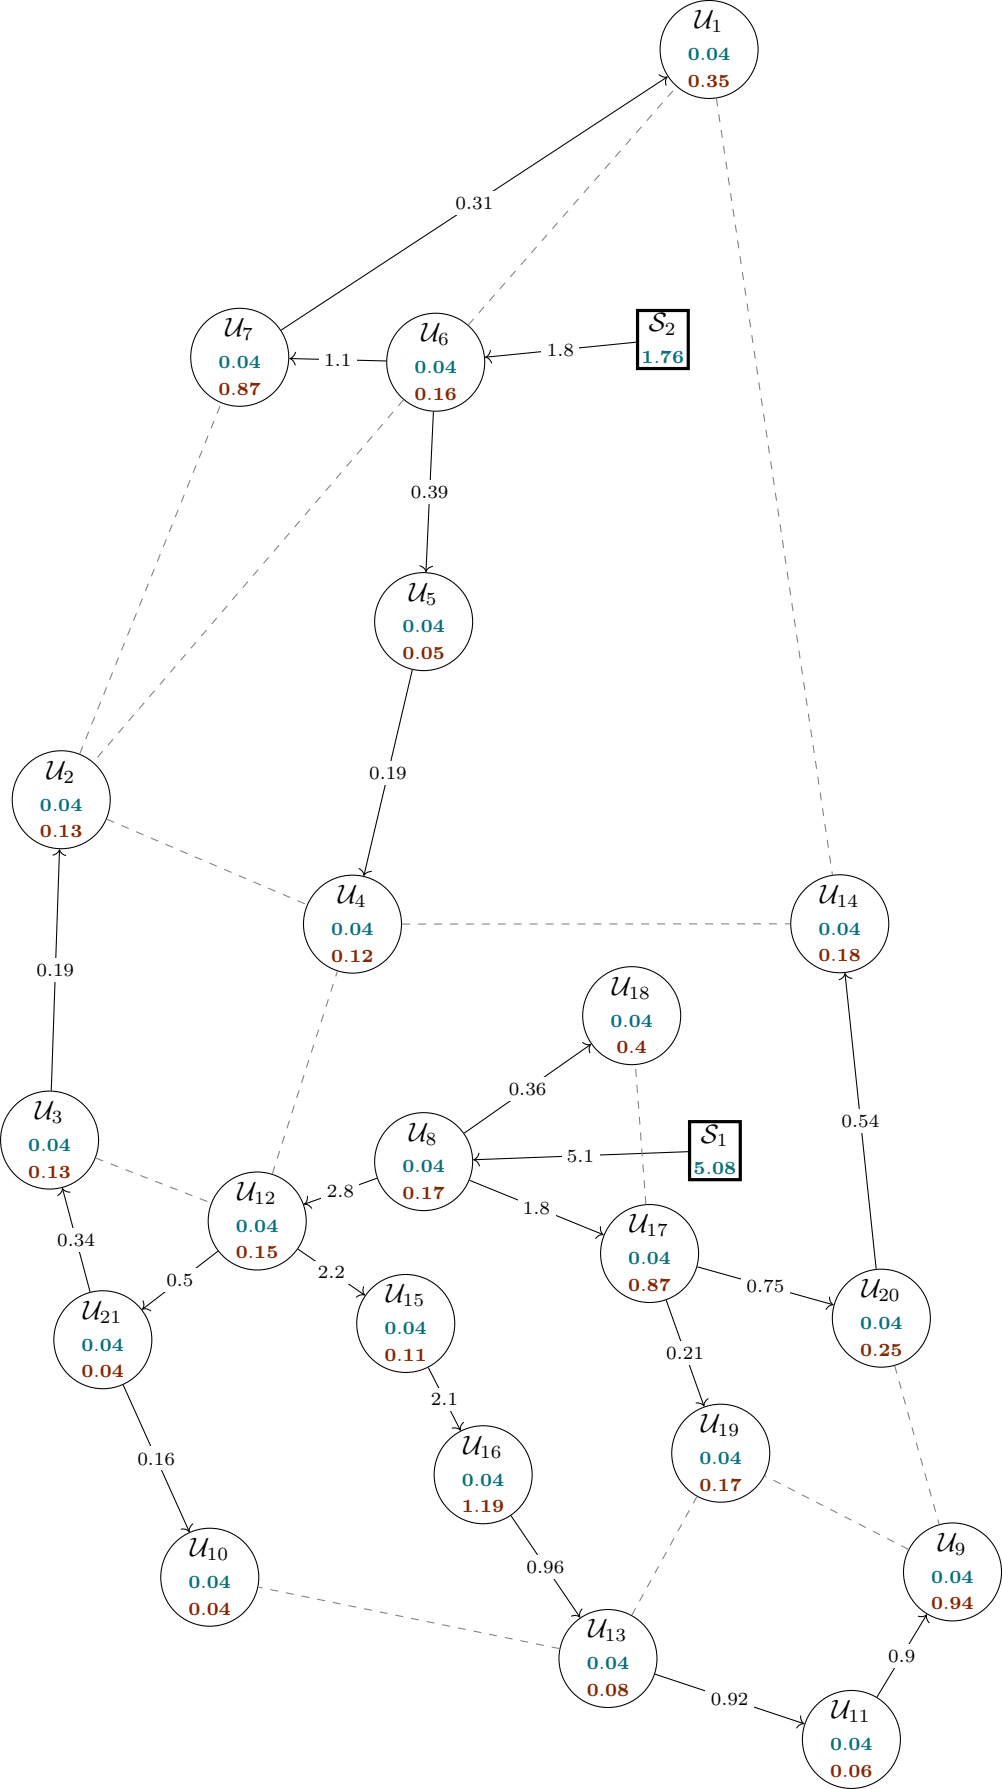 𝒰₁
0.04
0.35
0.31
𝒰₇
0.04
0.87
1.1
𝒰₆
0.04
0.16
1.8
𝒮₂
1.76
0.39
𝒰₅
0.04
0.05
0.19
𝒰₂
0.04
0.13
𝒰₄
0.04
0.12
𝒰₁₄
0.04
0.18
0.19
𝒰₁₈
0.04
0.4
0.36
0.54
𝒰₃
0.04
0.13
𝒰₈
0.04
0.17
5.1
𝒮₁
5.08
2.8
1.8
𝒰₁₂
0.04
0.15
𝒰₁₇
0.04
0.87
0.34
0.5
2.2
0.75
𝒰₂₁
0.04
0.04
𝒰₁₅
0.04
0.11
𝒰₂₀
0.04
0.25
0.21
2.1
0.16
𝒰₁₆
0.04
1.19
𝒰₁₉
0.04
0.17
𝒰₁₀
0.04
0.04
0.96
𝒰₉
0.04
0.94
𝒰₁₃
0.04
0.08
0.9
0.92
𝒰₁₁
0.04
0.06